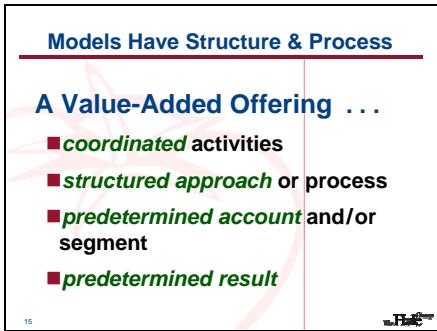 Models Have Structure & Process
A Value-Added Offering . . .
■coordinated activities
■structured approach or process
■predetermined account and/or
segment
■predetermined result
15